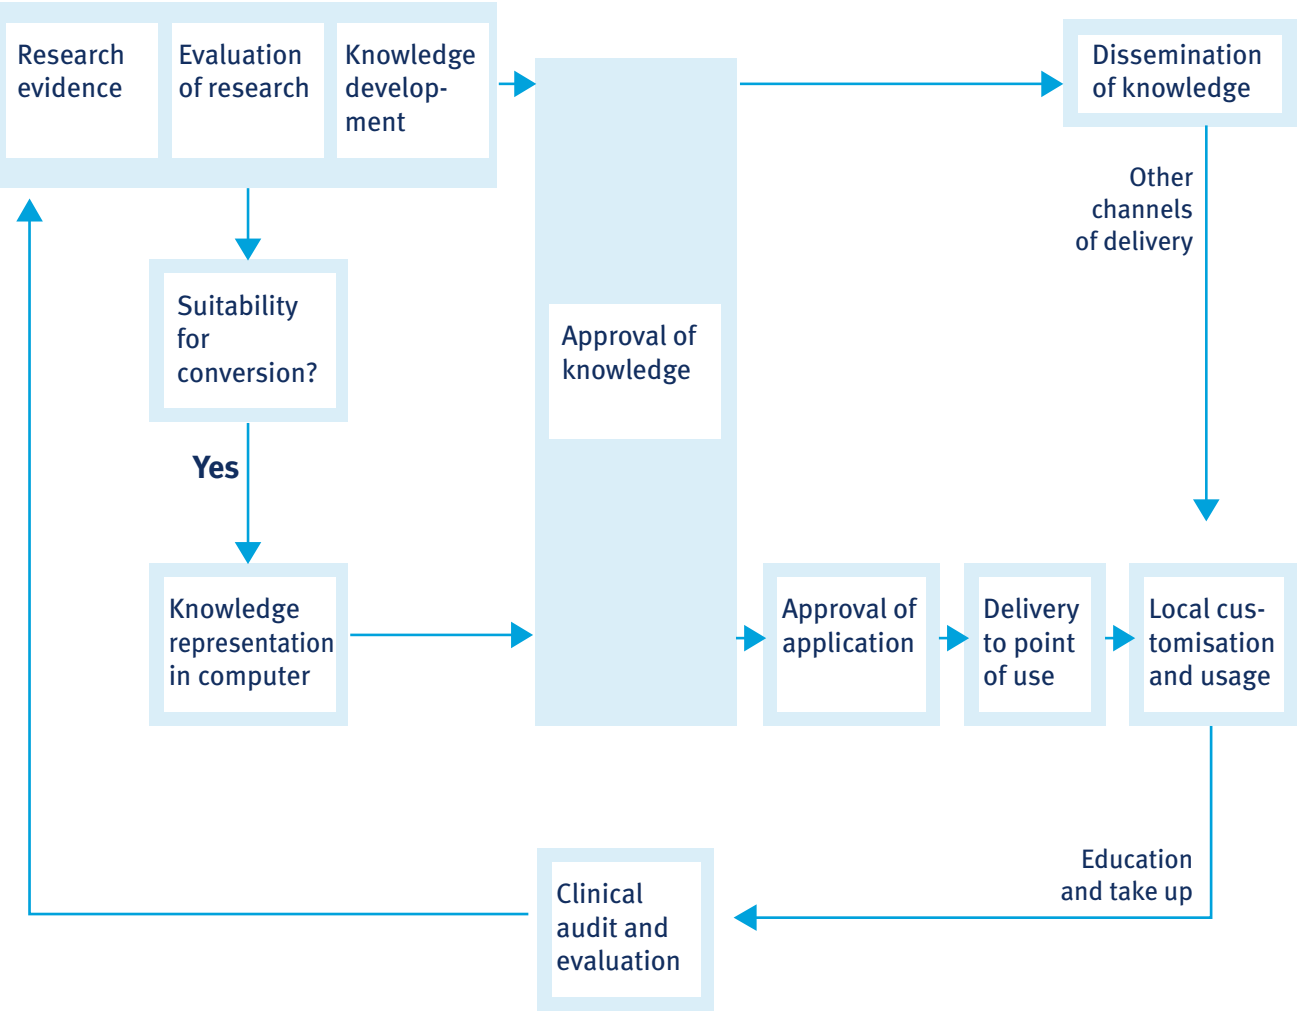 Research
evidence
Evaluation
of research
Knowledge
develop-
ment
Dissemination
of knowledge
Other
channels
of delivery
Suitability
for
conversion?
Approval of
knowledge
Yes
Knowledge
representation
in computer
Approval of
application
Delivery
to point
of use
Local cus-
tomisation
and usage
Education
and take up
Clinical
audit and
evaluation